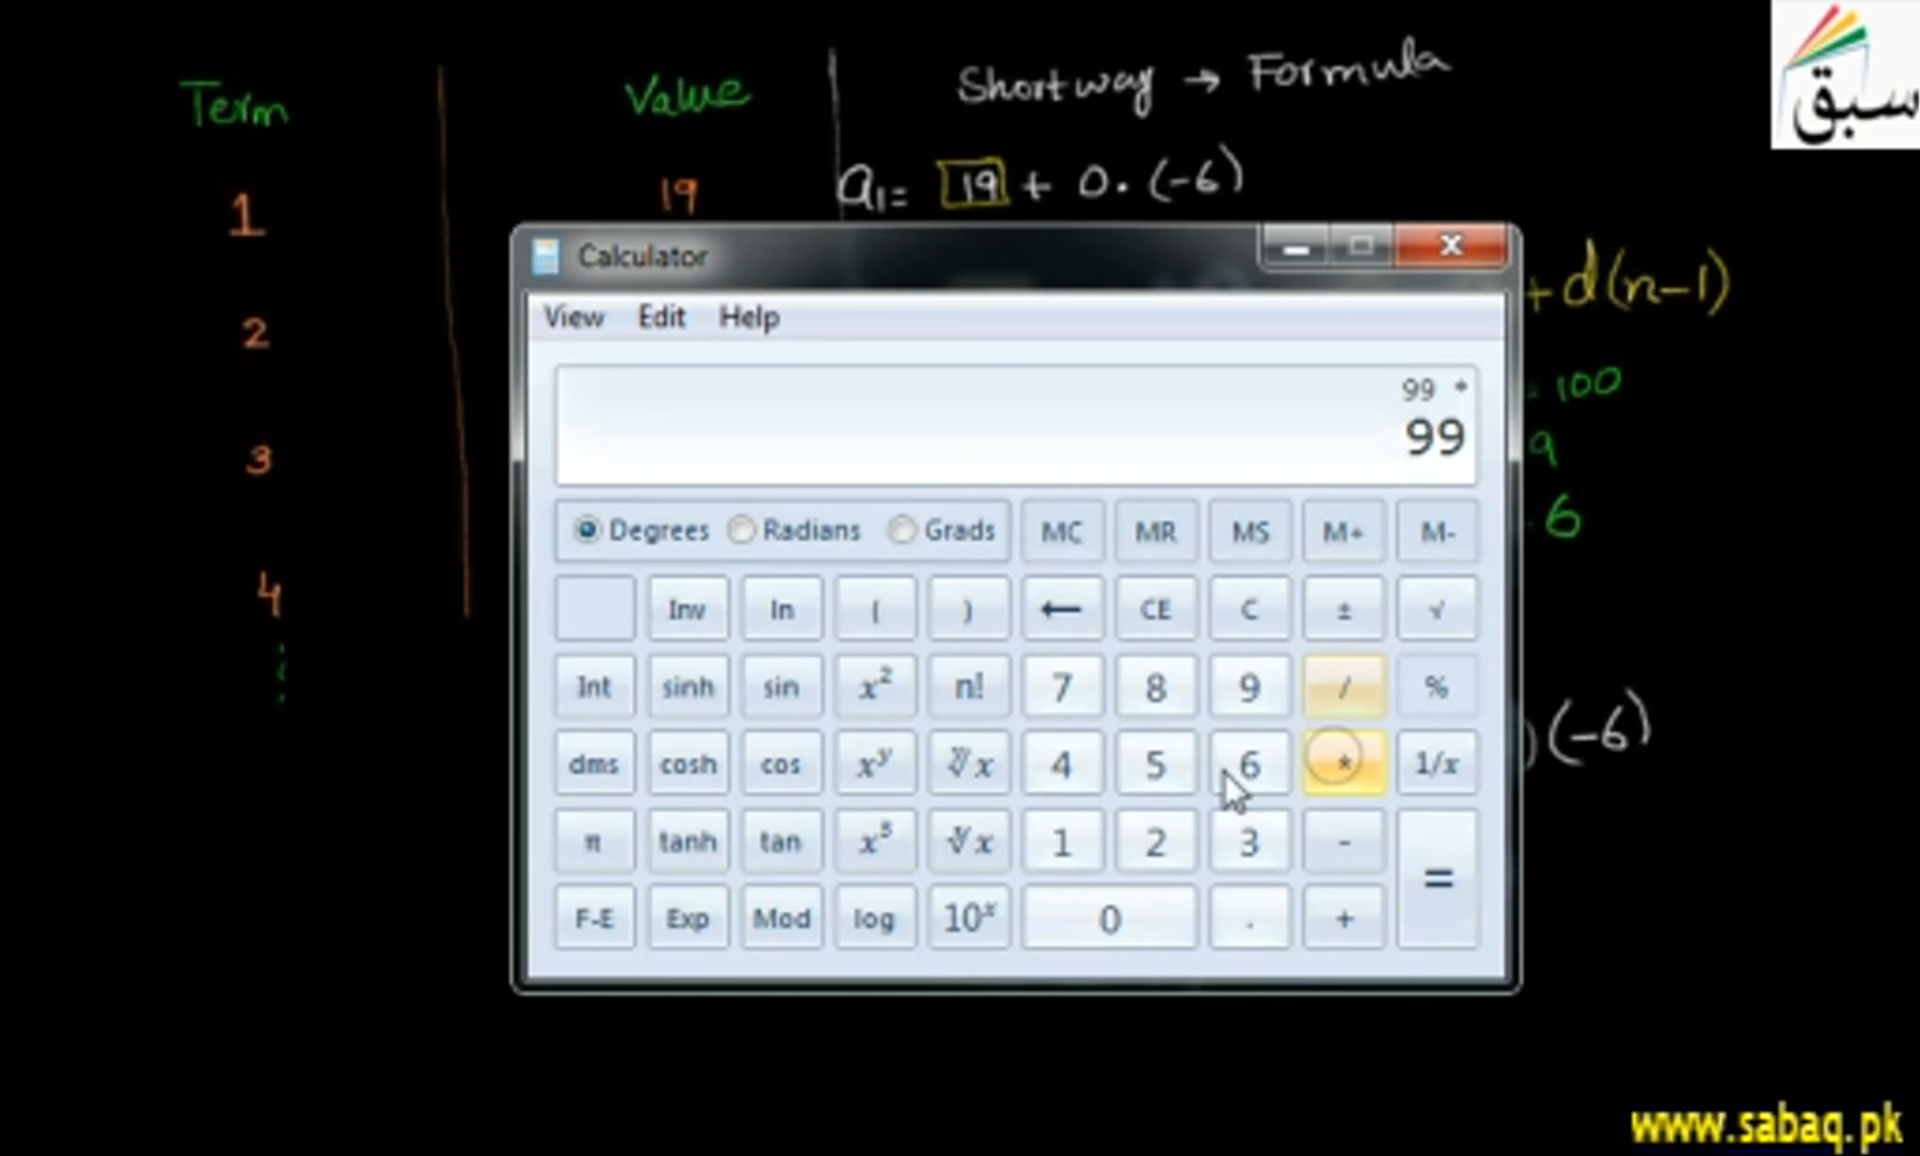 سبق
Term
Value
Short way → Formula
1
19
a1 = 19 + 0 · (-6)
2
+ d(n-1)
3
= 100
9
6
4
) (-6)
Calculator
View Edit Help
99 *
99
Degrees Radians Grads MC MR MS M+ M-
Inv ln ( ) ← CE C ± √
Int sinh sin x² n! 7 8 9 / %
dms cosh cos xʸ ʸ√x 4 5 6 * 1/x
π tanh tan x³ ³√x 1 2 3 - =
F-E Exp Mod log 10ˣ 0 . +
www.sabaq.pk